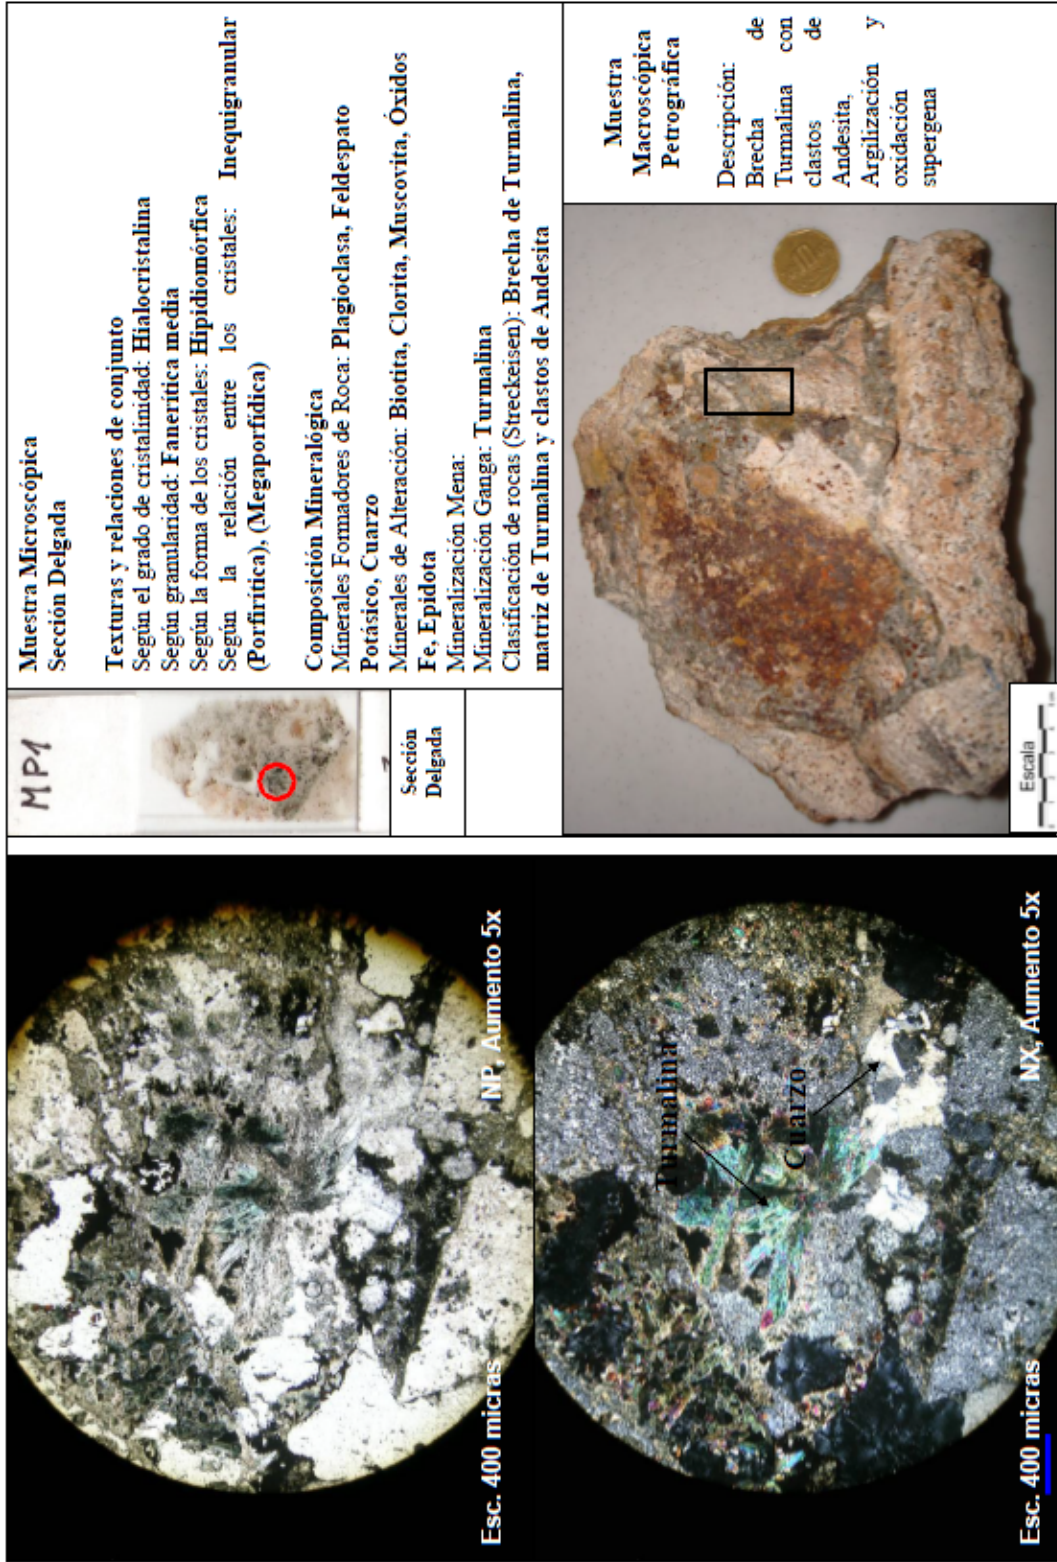 NP, Aumento 5x
Esc. 400 micras
Turmalina
Cuarzo
NX, Aumento 5x
Esc. 400 micras
MP1
Sección
Delgada
Muestra Microscópica
Sección Delgada
Texturas y relaciones de conjunto
Según el grado de cristalinidad: Hialocristalina
Según granularidad: Fanerítica media
Según la forma de los cristales: Hipidiomórfica
Según la relación entre los cristales: Inequigranular
(Porfirítica), (Megaporfídica)
Composición Mineralógica
Minerales Formadores de Roca: Plagioclasa, Feldespato
Potásico, Cuarzo
Minerales de Alteración: Biotita, Clorita, Muscovita, Óxidos
Fe, Epidota
Mineralización Mena:
Mineralización Ganga: Turmalina
Clasificación de rocas (Streckeisen): Brecha de Turmalina,
matriz de Turmalina y clastos de Andesita
Escala
Muestra
Macroscópica
Petrográfica
Descripción:
Brecha de
Turmalina con
clastos de
Andesita,
Argilización y
oxidación
supergena